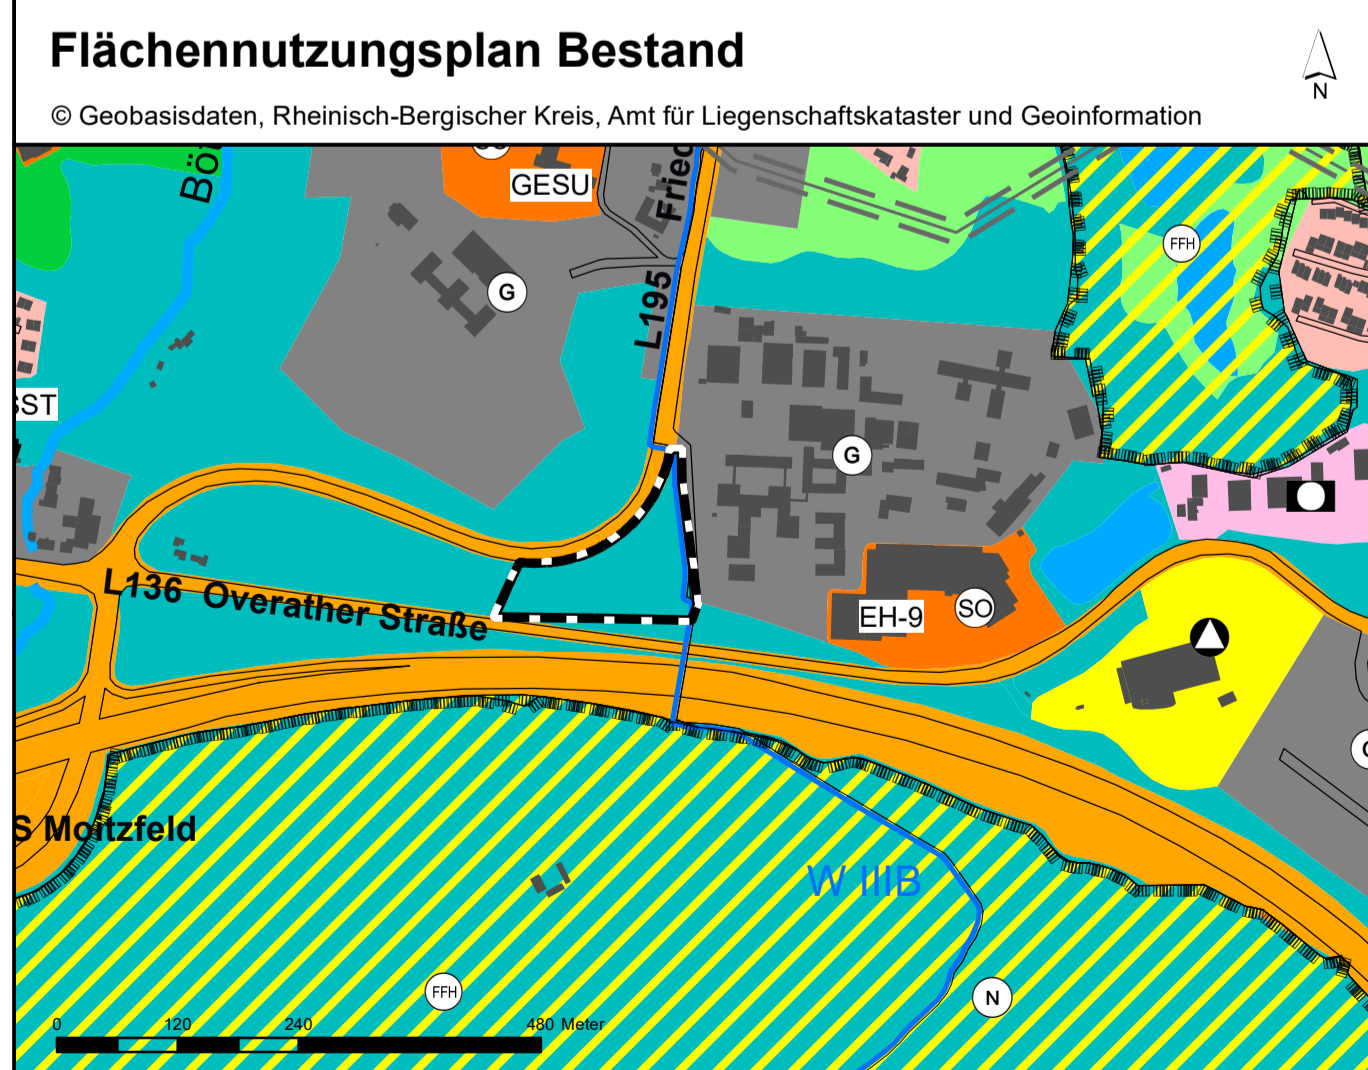 Flächennutzungsplan Bestand
N
© Geobasisdaten, Rheinisch-Bergischer Kreis, Amt für Liegenschaftskataster und Geoinformation
GESU
FFH
G
L195
G
L136 Overather Straße
EH-9
SO
Moitzfeld
W IIIB
FFH
N
0 120 240 480 Meter